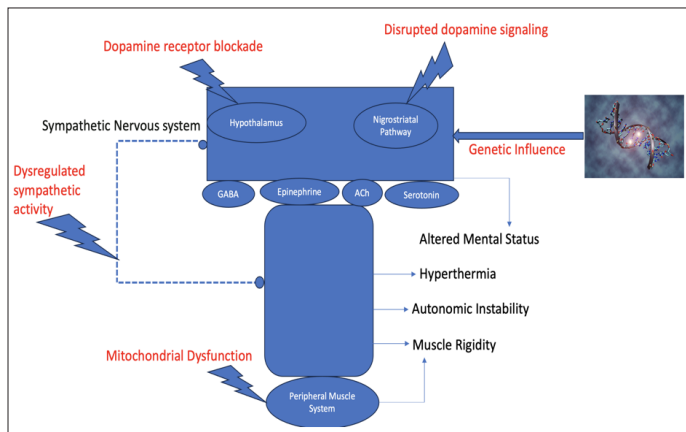 Dopamine receptor blockade
Disrupted dopamine signaling
Hypothalamus
Nigrostriatal
Pathway
Sympathetic Nervous system
Genetic Influence
Dysregulated
sympathetic
activity
GABA
Epinephrine
ACh
Serotonin
Altered Mental Status
Hyperthermia
Autonomic Instability
Muscle Rigidity
Mitochondrial Dysfunction
Peripheral Muscle
System